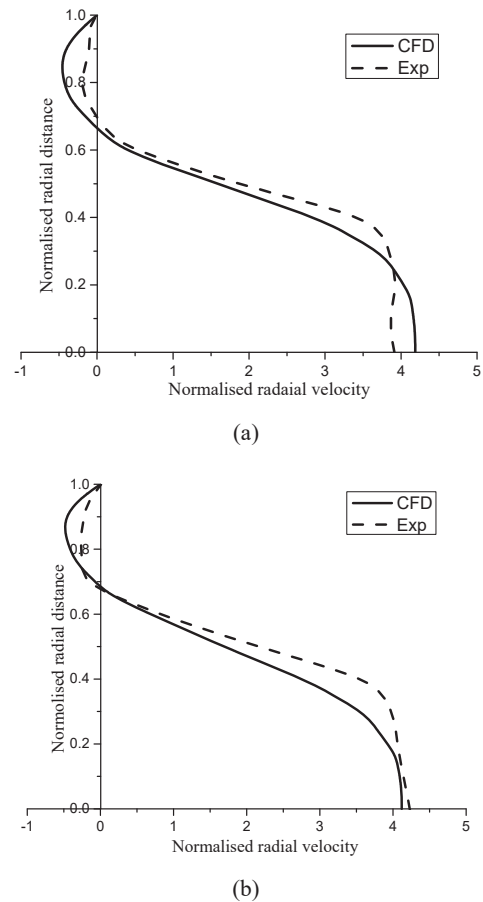 1.0
CFD
Exp
0.8
0.6
0.4
0.2
0.0
Normalised radial distance
-1 0 1 2 3 4 5
Normalised radaial velocity
(a)
1.0
CFD
Exp
0.8
0.6
0.4
0.2
0.0
Normolised radial distance
-1 0 1 2 3 4 5
Normalised radial velocity
(b)